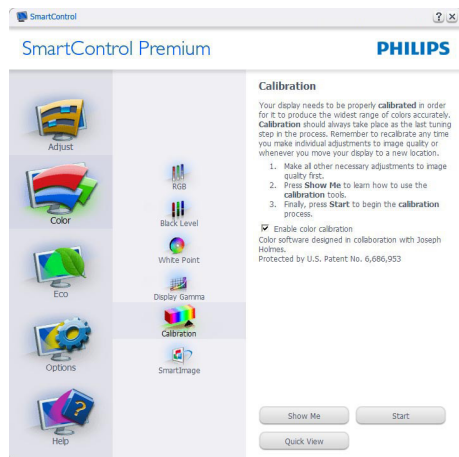 SmartControl
SmartControl Premium
PHILIPS
Adjust
Color
Eco
Options
Help
RGB
Black Level
White Point
Display Gamma
Calibration
SmartImage
Calibration
Your display needs to be properly calibrated in order
for it to produce the widest range of colors accurately.
Calibration should always take place as the last tuning
step in the process. Remember to recalibrate any time
you make individual adjustments to image quality or
whenever you move your display to a new location.
1. Make all other necessary adjustments to image
quality first.
2. Press Show Me to learn how to use the
calibration tools.
3. Finally, press Start to begin the calibration
process.
Enable color calibration
Color software designed in collaboration with Joseph
Holmes.
Protected by U.S. Patent No. 6,686,953
Show Me
Start
Quick View